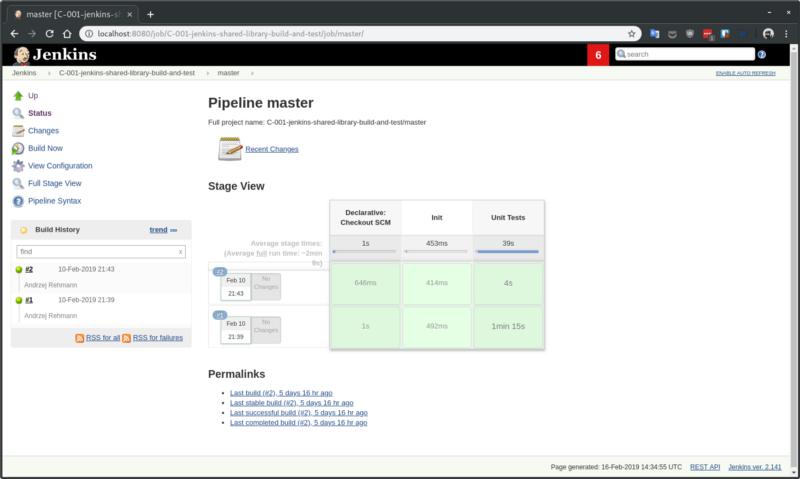 master [C-001-jenkins-sh
localhost:8080/job/C-001-jenkins-shared-library-build-and-test/job/master/
Jenkins
6
search
Jenkins
C-001-jenkins-shared-library-build-and-test
master
ENABLE AUTO REFRESH
Up
Status
Changes
Build Now
View Configuration
Full Stage View
Pipeline Syntax
Build History
trend
find
x
#2
10-Feb-2019 21:43
Andrzej Rehmann
#1
10-Feb-2019 21:39
Andrzej Rehmann
RSS for all
RSS for failures
Pipeline master
Full project name: C-001-jenkins-shared-library-build-and-test/master
Recent Changes
Stage View
Declarative:
Checkout SCM
Init
Unit Tests
Average stage times:
(Average full run time: ~2min
1s
453ms
39s
#2
Feb 10
21:43
No
Changes
646ms
414ms
4s
#1
Feb 10
21:39
No
Changes
1s
492ms
1min 15s
Permalinks
Last build (#2), 5 days 16 hr ago
Last stable build (#2), 5 days 16 hr ago
Last successful build (#2), 5 days 16 hr ago
Last completed build (#2), 5 days 16 hr ago
Page generated: 16-Feb-2019 14:34:55 UTC
REST API
Jenkins ver. 2.141